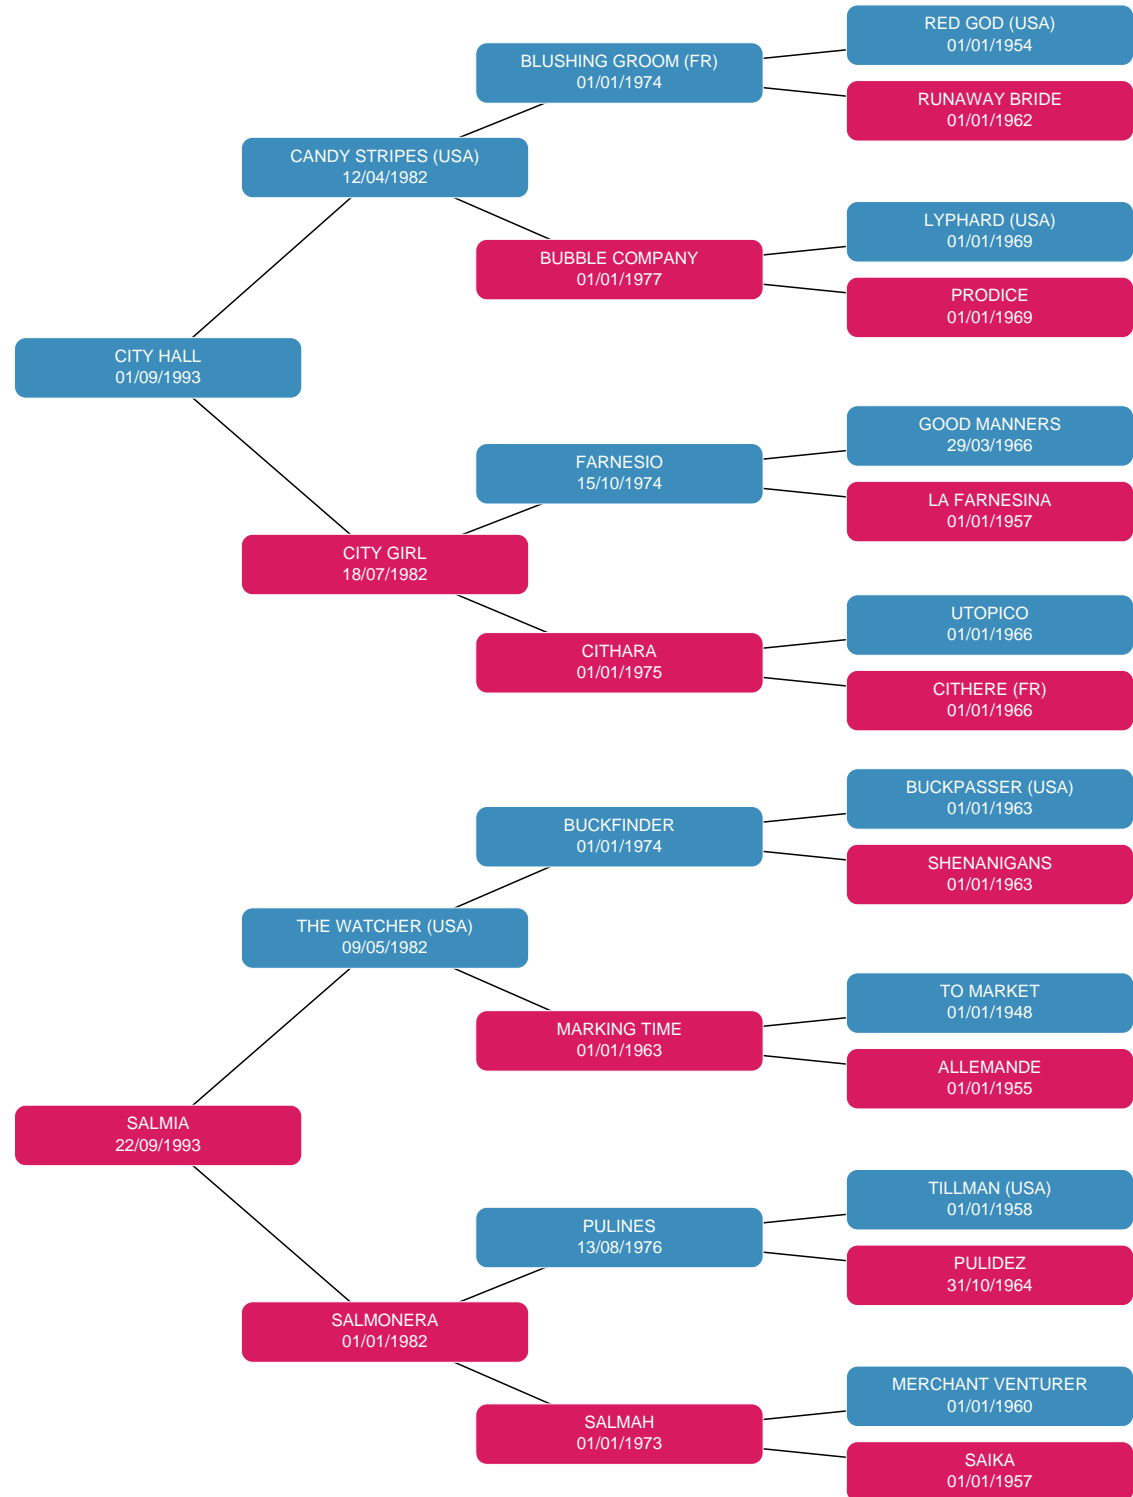 RED GOD (USA)
01/01/1954
BLUSHING GROOM (FR)
01/01/1974
RUNAWAY BRIDE
01/01/1962
CANDY STRIPES (USA)
12/04/1982
LYPHARD (USA)
01/01/1969
BUBBLE COMPANY
01/01/1977
PRODICE
01/01/1969
CITY HALL
01/09/1993
GOOD MANNERS
29/03/1966
FARNESIO
15/10/1974
LA FARNESINA
01/01/1957
CITY GIRL
18/07/1982
UTOPICO
01/01/1966
CITHARA
01/01/1975
CITHERE (FR)
01/01/1966
BUCKPASSER (USA)
01/01/1963
BUCKFINDER
01/01/1974
SHENANIGANS
01/01/1963
THE WATCHER (USA)
09/05/1982
TO MARKET
01/01/1948
MARKING TIME
01/01/1963
ALLEMANDE
01/01/1955
SALMIA
22/09/1993
TILLMAN (USA)
01/01/1958
PULINES
13/08/1976
PULIDEZ
31/10/1964
SALMONERA
01/01/1982
MERCHANT VENTURER
01/01/1960
SALMAH
01/01/1973
SAIKA
01/01/1957